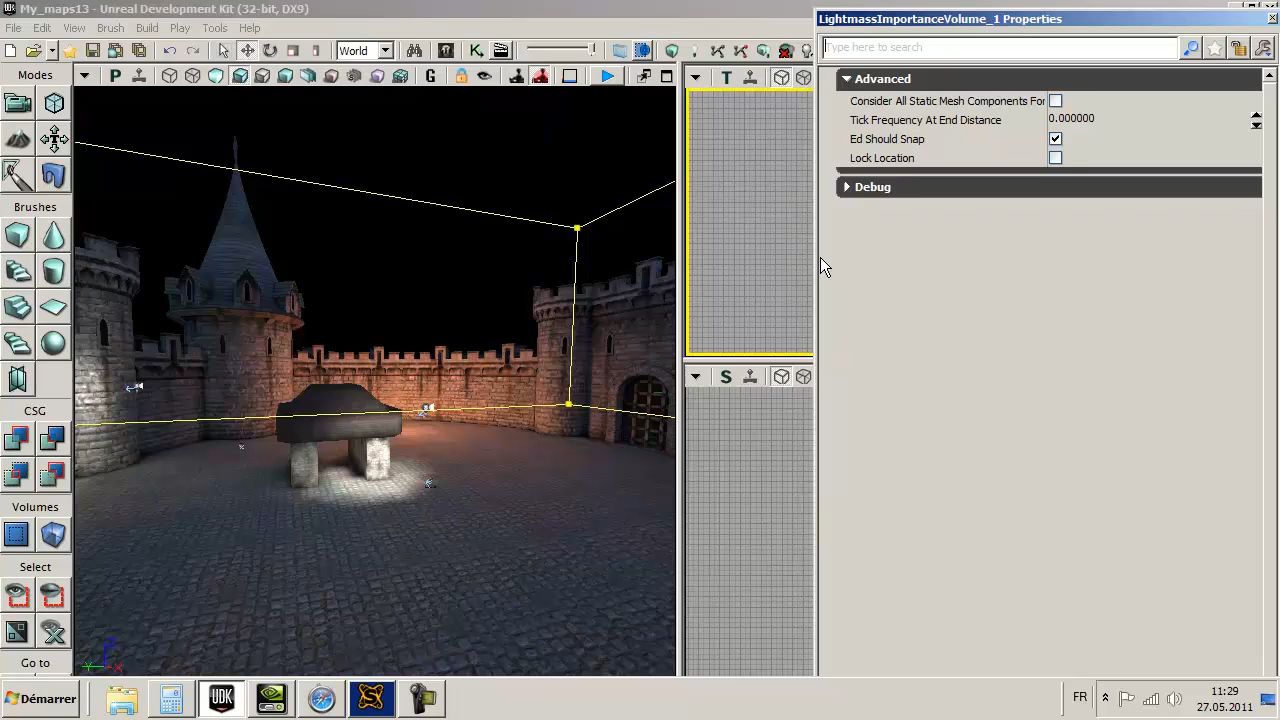 My_maps13 - Unreal Development Kit (32-bit, DX9)
File Edit View Brush Build Play Tools Help
World
Modes
P
G
T
Brushes
CSG
S
Volumes
Select
Go to
LightmassImportanceVolume_1 Properties
Type here to search
Advanced
Consider All Static Mesh Components For
Tick Frequency At End Distance 0.000000
Ed Should Snap
Lock Location
Debug
Démarrer
UDK
FR
11:29
27.05.2011